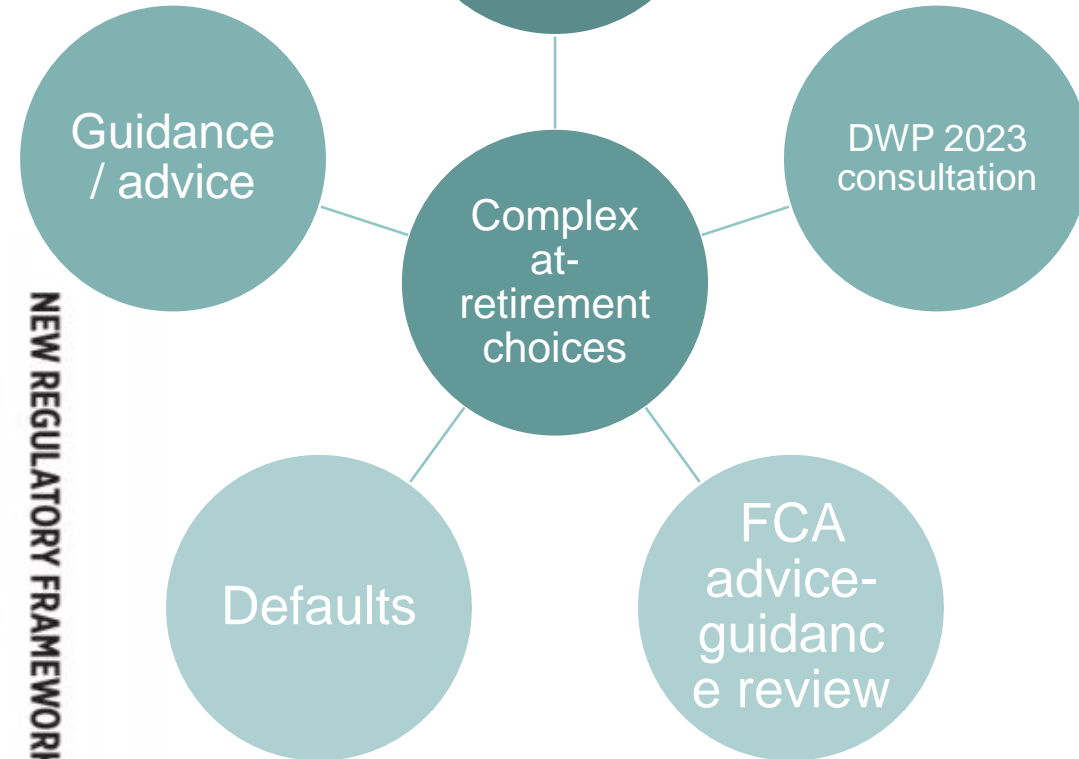 Guidance
/ advice
DWP 2023
consultation
Complex
at-
retirement
choices
NEW REGULATORY FRAMEWORK
Defaults
FCA
advice-
guidanc
e review